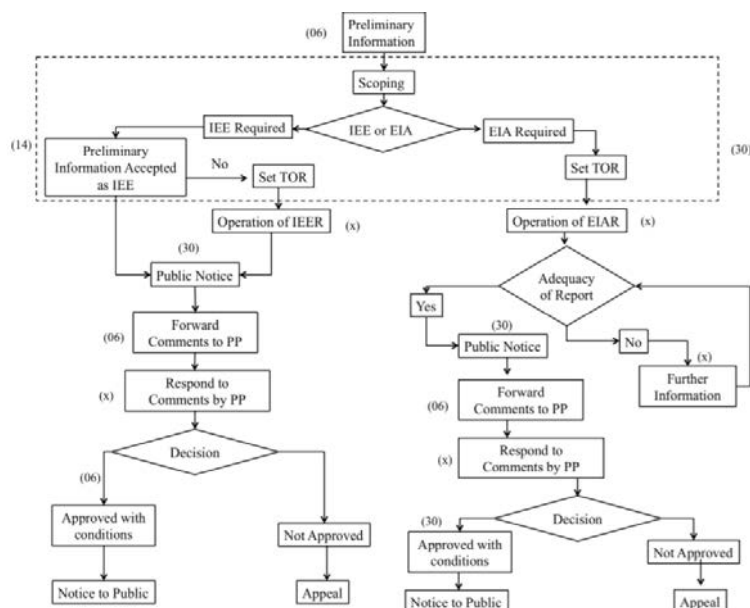 (06)
Preliminary
Information
Scoping
IEE Required
IEE or EIA
EIA Required
(14)
Preliminary
Information Accepted
as IEE
No
Set TOR
Set TOR
(30)
Operation of IEER
(x)
Operation of EIAR
(x)
(30)
Public Notice
Adequacy
of Report
Yes
(30)
Public Notice
No
(x)
Further
Information
(06)
Forward
Comments to PP
(06)
Forward
Comments to PP
(x)
Respond to
Comments by PP
(x)
Respond to
Comments by PP
Decision
Decision
(06)
Approved with
conditions
Not Approved
(30)
Approved with
conditions
Not Approved
Notice to Public
Appeal
Notice to Public
Appeal